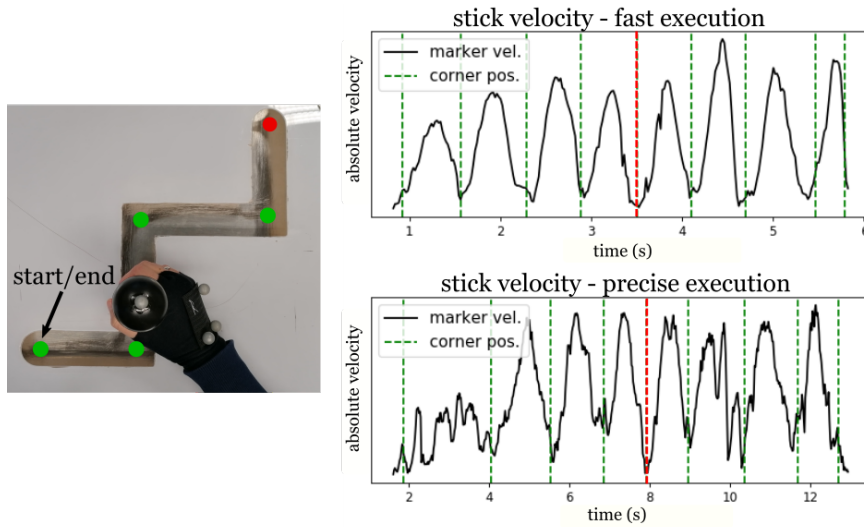 stick velocity - fast execution
absolute velocity
marker vel.
corner pos.
1 2 3 4 5 6
time (s)
start/end
stick velocity - precise execution
absolute velocity
marker vel.
corner pos.
2 4 6 8 10 12
time (s)